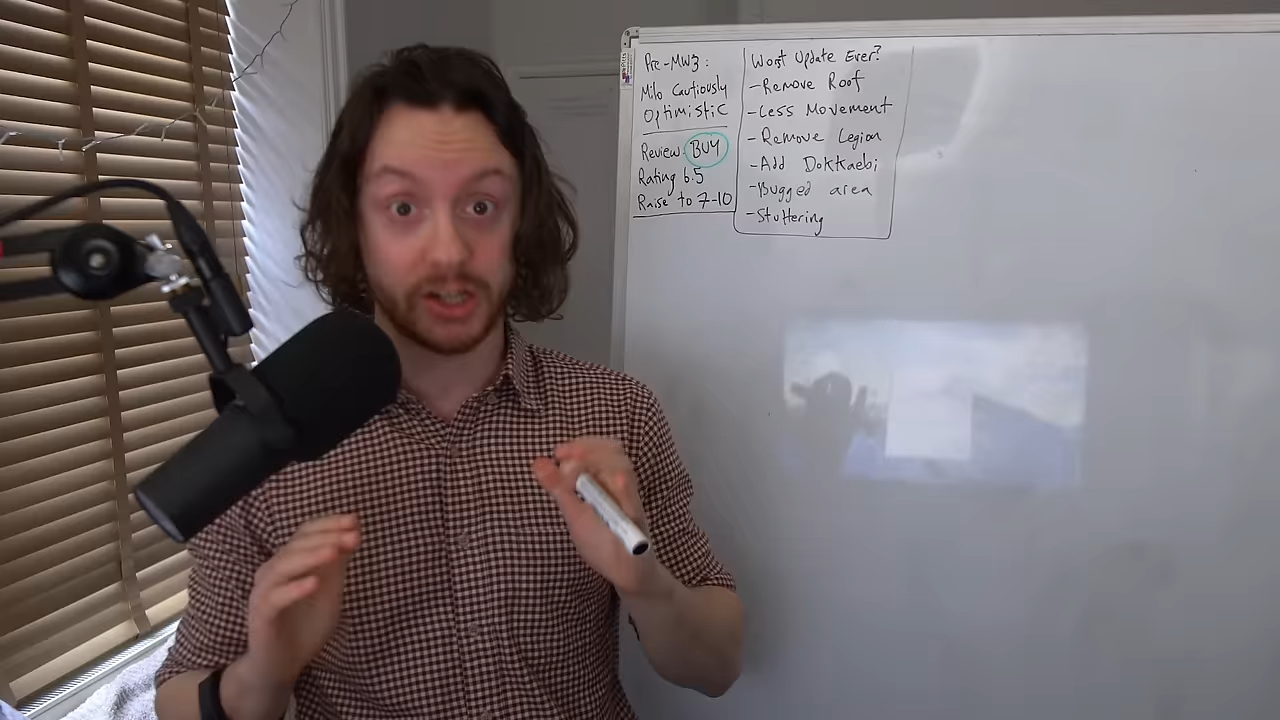 Pre-MW3:
Milo Cautiously
Optimistic
Review: BUY
Rating 6.5
Raise to 7-10
Worst Update Ever?
- Remove Roof
- Less Movement
- Remove Legion
- Add Dokkaebi
- Bugged area
- Stuttering